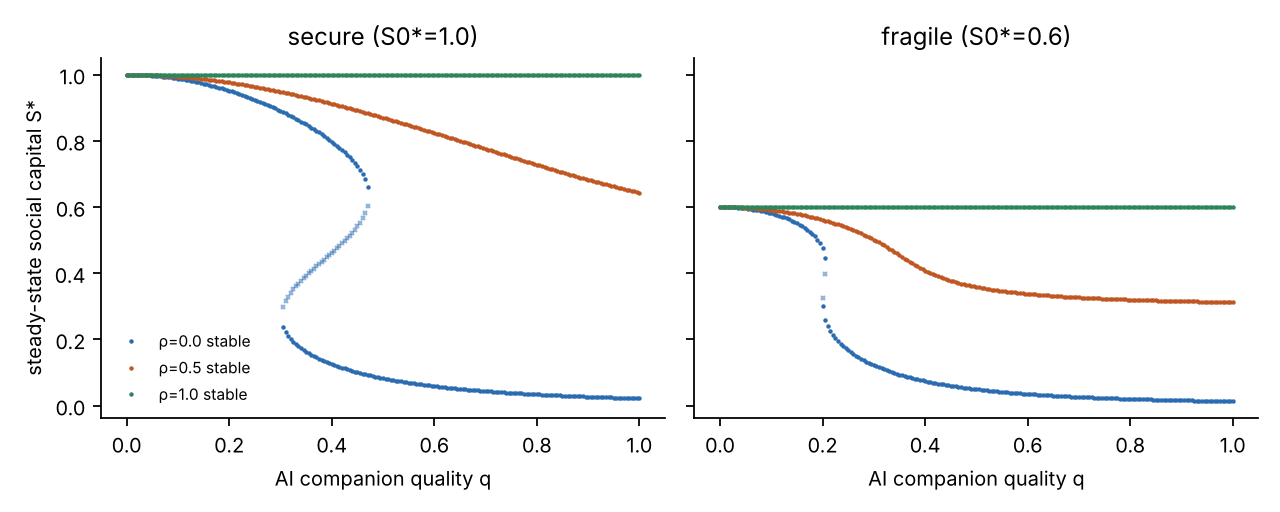 secure (S0*=1.0)
fragile (S0*=0.6)
steady-state social capital S*
1.0
0.8
0.6
0.4
0.2
0.0
ρ=0.0 stable
ρ=0.5 stable
ρ=1.0 stable
0.0 0.2 0.4 0.6 0.8 1.0
0.0 0.2 0.4 0.6 0.8 1.0
AI companion quality q
AI companion quality q